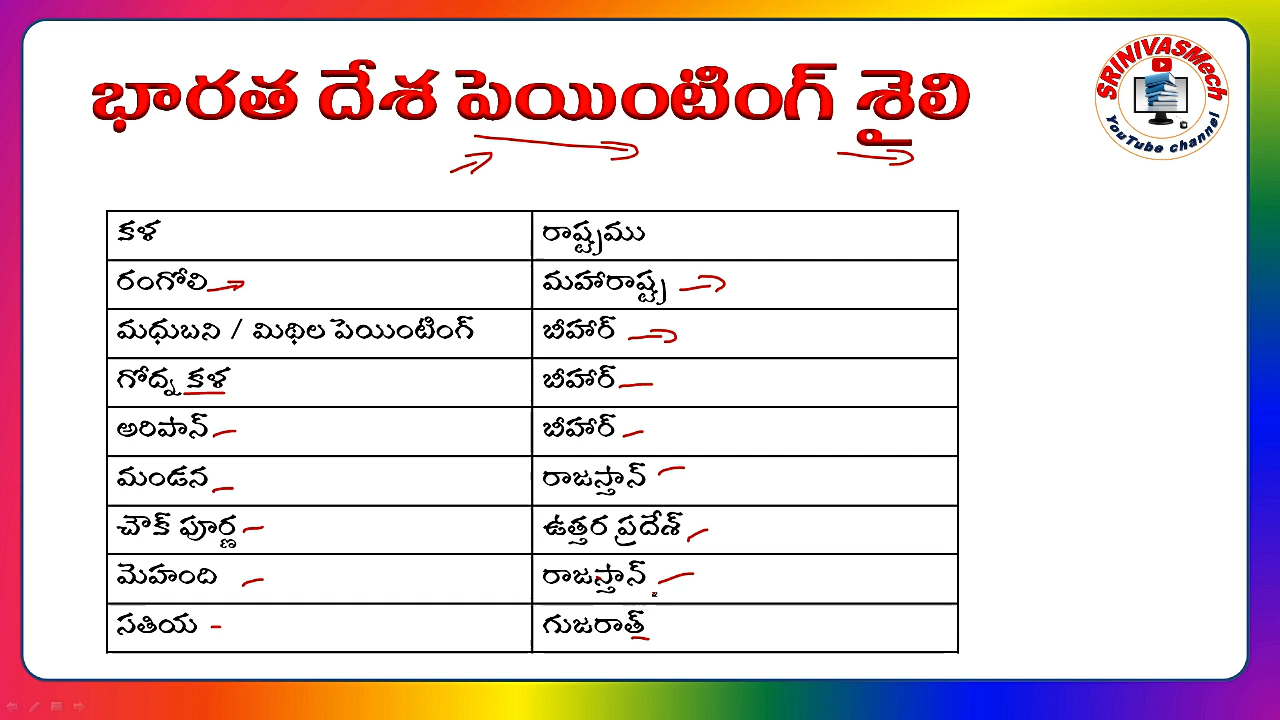 భారత దేశ పెయింటింగ్ శైలి
SRINIVASMech
YouTube channel
కళ రాష్ట్రము
రంగోలి మహారాష్ట్ర
మధుబని / మిథిల పెయింటింగ్ బీహార్
గోద్న కళ బీహార్
అరిపాన్ బీహార్
మండన రాజస్తాన్
చౌక్ పూర్ణ ఉత్తర ప్రదేశ్
మెహంది రాజస్తాన్
సతియ గుజరాత్